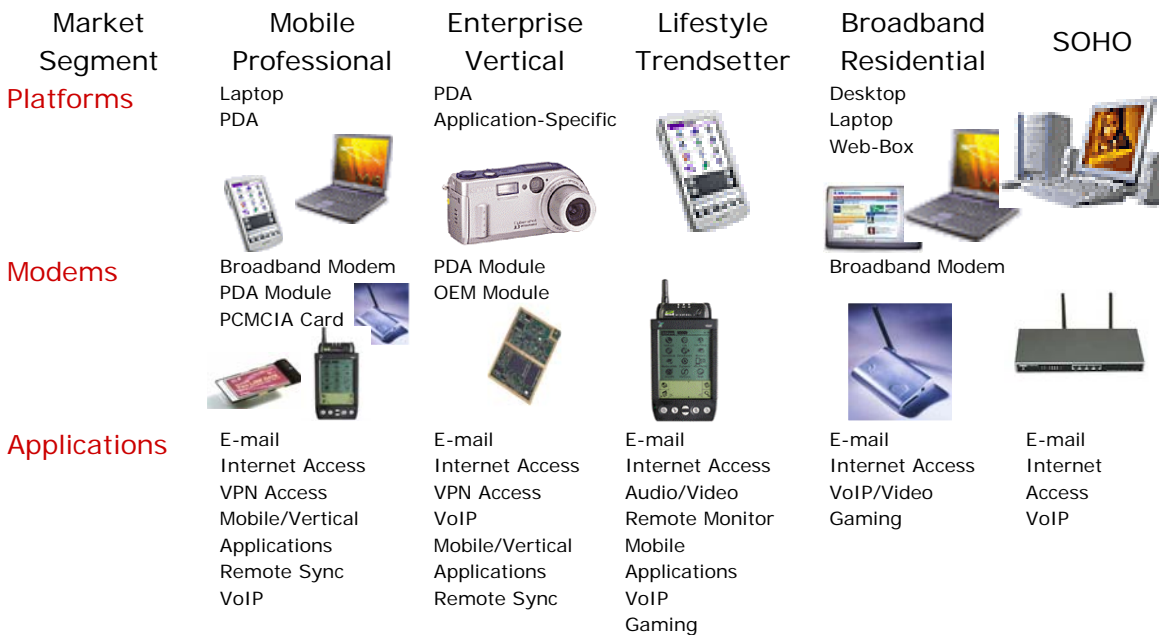 Market Segment
Mobile Professional
Enterprise Vertical
Lifestyle Trendsetter
Broadband Residential
SOHO
Platforms
Laptop
PDA
PDA
Application-Specific
Desktop
Laptop
Web-Box
Modems
Broadband Modem
PDA Module
PCMCIA Card
PDA Module
OEM Module
Broadband Modem
Applications
E-mail
Internet Access
VPN Access
Mobile/Vertical
Applications
Remote Sync
VoIP
E-mail
Internet Access
VPN Access
VoIP
Mobile/Vertical
Applications
Remote Sync
E-mail
Internet Access
Audio/Video
Remote Monitor
Mobile
Applications
VoIP
Gaming
E-mail
Internet Access
VoIP/Video
Gaming
E-mail
Internet
Access
VoIP